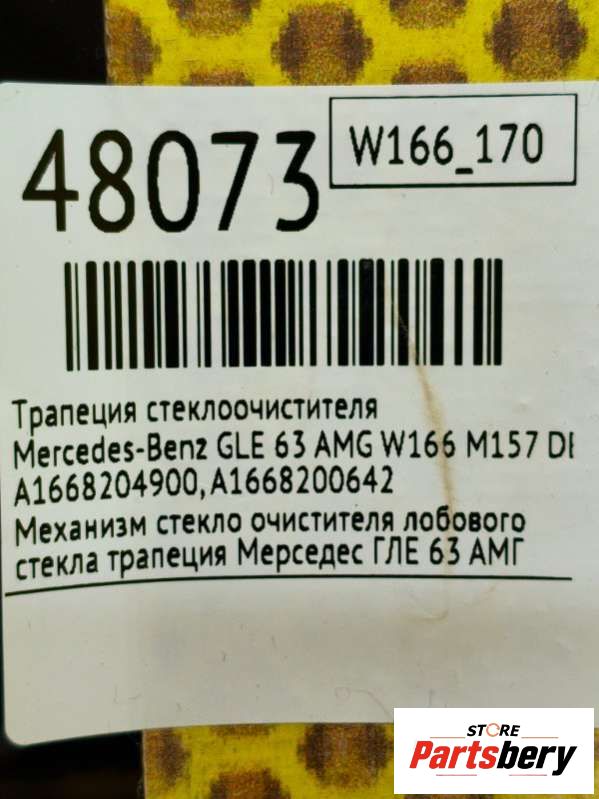 48073
W166_170
Трапеция стеклоочистителя
Mercedes-Benz GLE 63 AMG W166 M157
A1668204900, A1668200642
Механизм стекло очистителя лобового
стекла трапеция Мерседес ГЛЕ 63 АМГ
STORE
Partsbery